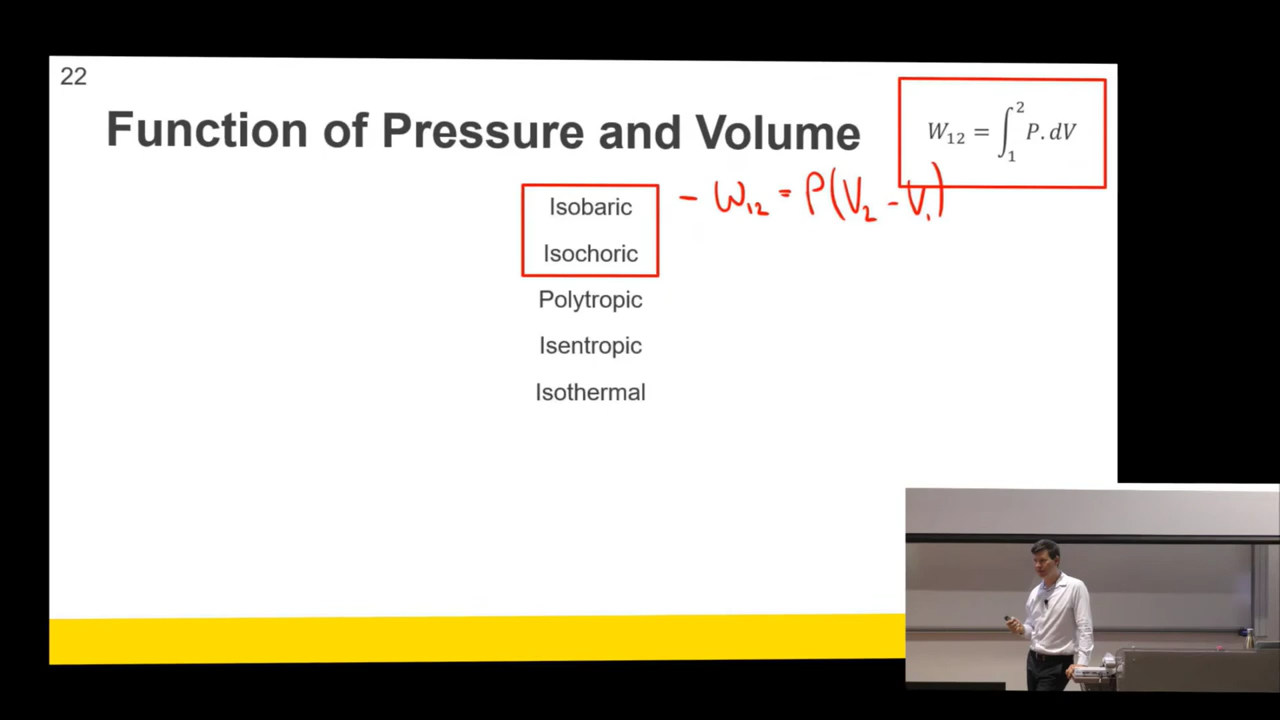 22
Function of Pressure and Volume
W₁₂ = ∫₁² P. dV
Isobaric - W₁₂ = P(V₂ - V₁)
Isochoric
Polytropic
Isentropic
Isothermal